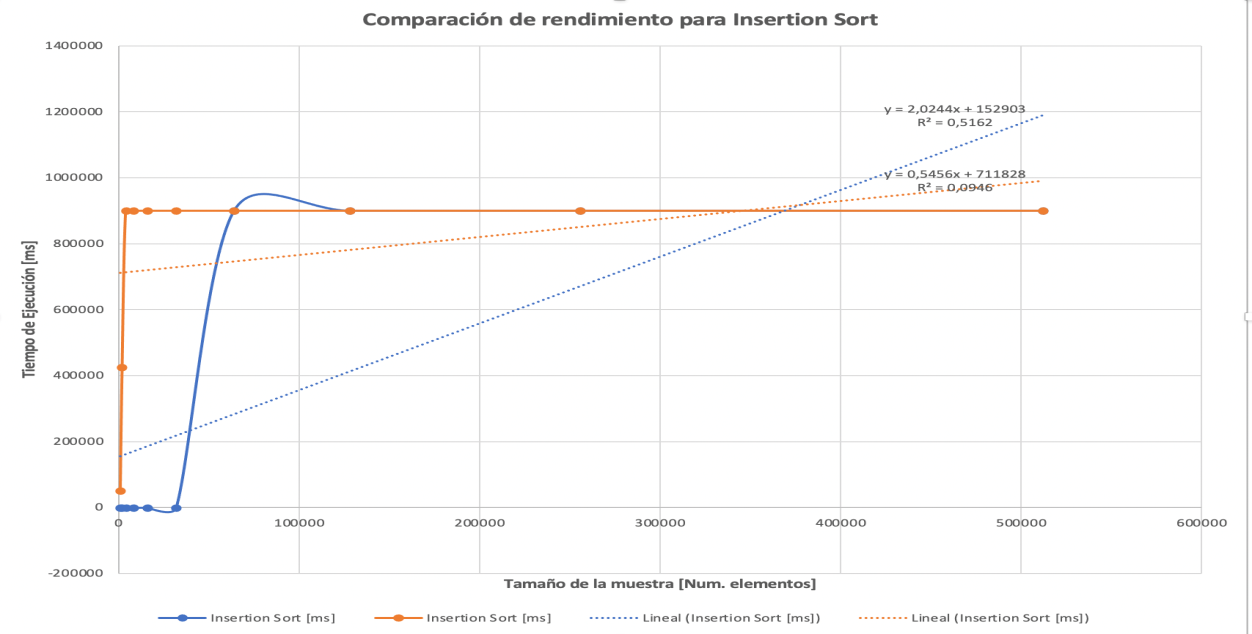 Comparación de rendimiento para Insertion Sort
1400000
1200000
1000000
800000
600000
400000
200000
0
-200000
Tiempo de Ejecución [ms]
y = 2,0244x + 152903
R² = 0,5162
y = 0,5456x + 711828
R² = 0,0946
0 100000 200000 300000 400000 500000 600000
Tamaño de la muestra [Num. elementos]
Insertion Sort [ms] Insertion Sort [ms] Lineal (Insertion Sort [ms]) Lineal (Insertion Sort [ms])